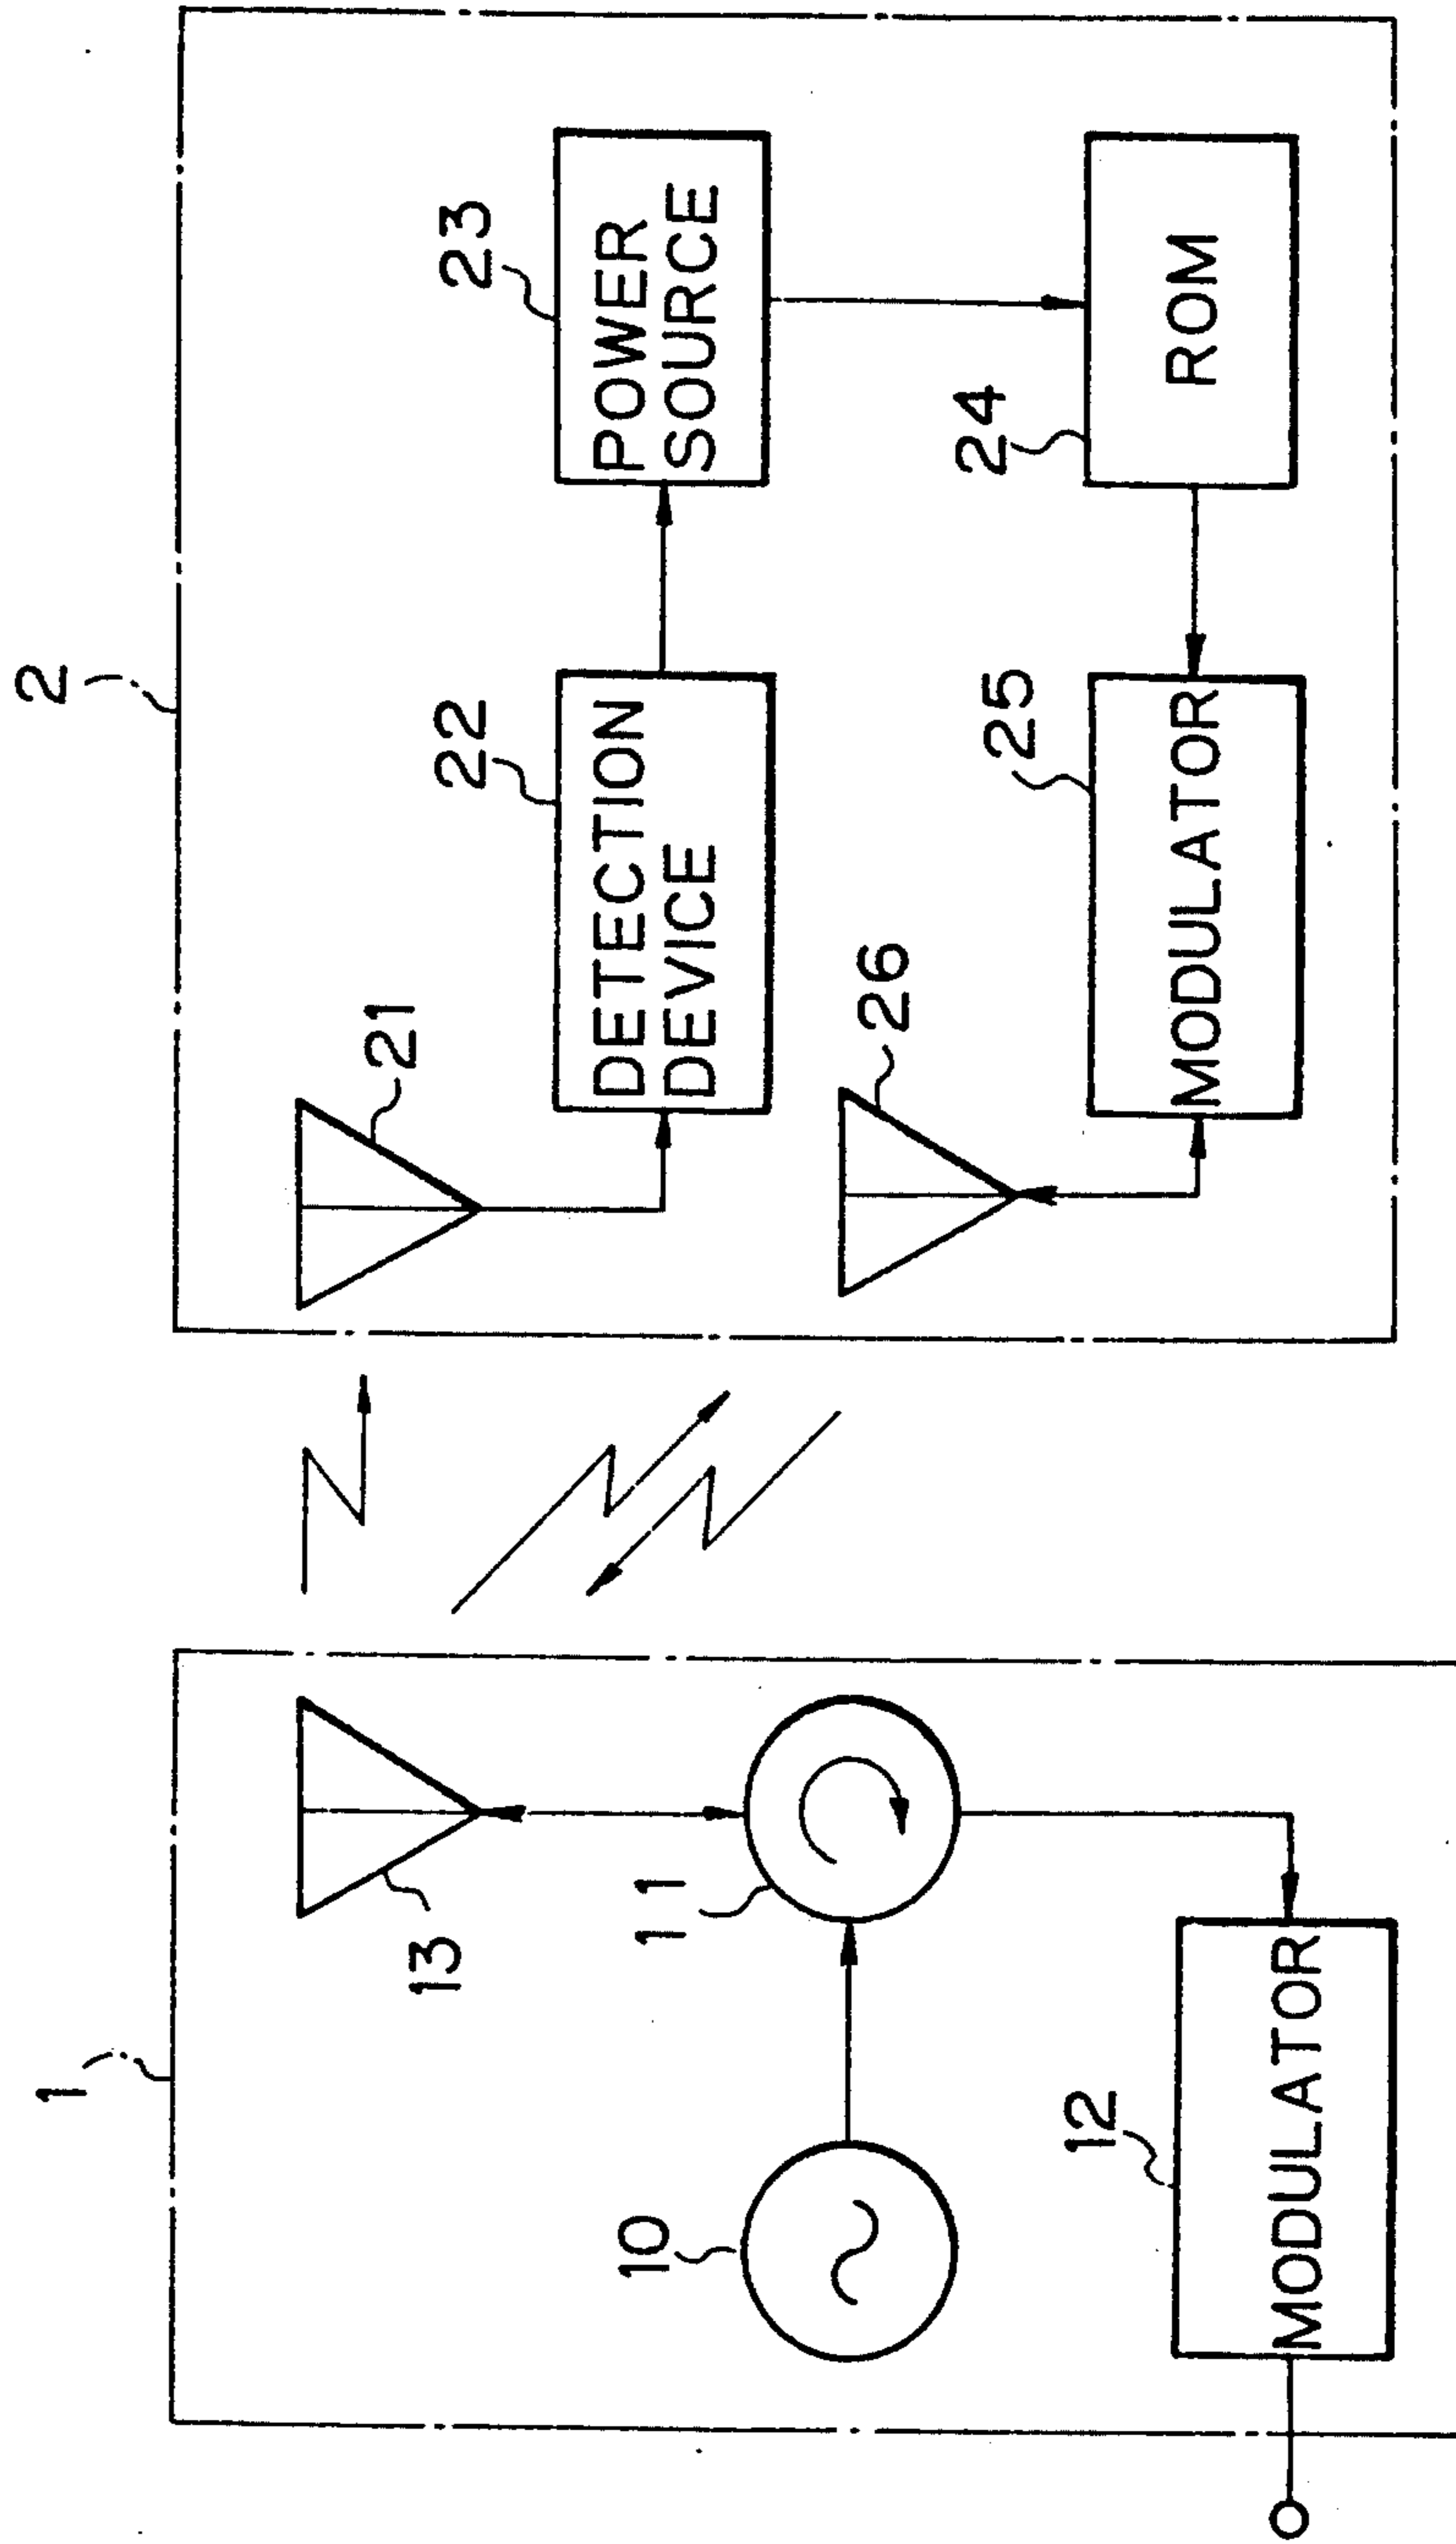 1
2
13
21
10
11
22
DETECTION
DEVICE
23
POWER
SOURCE
26
12
MODULATOR
25
MODULATOR
24
ROM